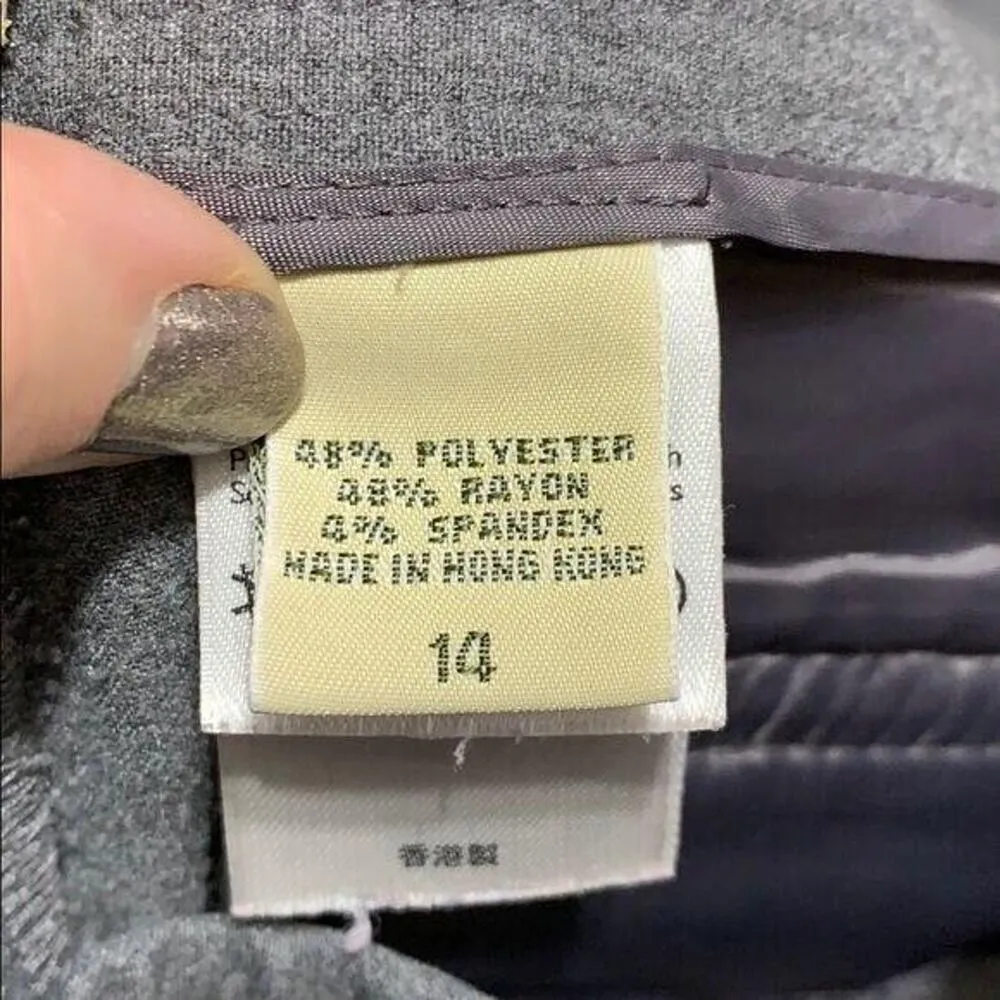 48% POLYESTER
48% RAYON
4% SPANDEX
MADE IN HONG KONG
14
香港製